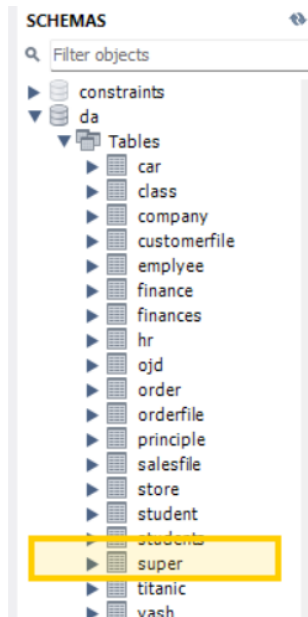 SCHEMAS
Filter objects
constraints
da
Tables
car
class
company
customerfile
emplyee
finance
finances
hr
ojd
order
orderfile
principle
salesfile
store
student
students
super
titanic
yash